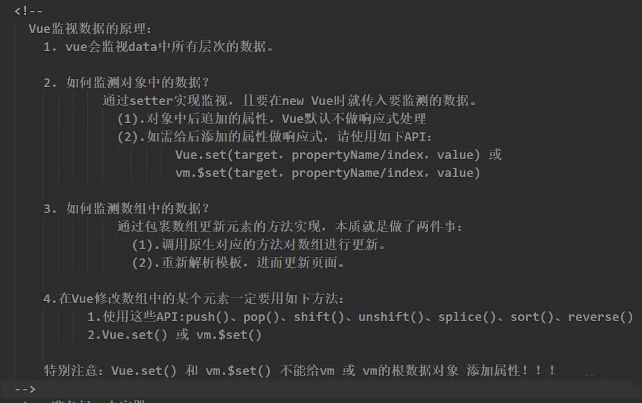 <!--
Vue监视数据的原理：
1. vue会监视data中所有层次的数据。
2. 如何监测对象中的数据？
通过setter实现监视，且要在new Vue时就传入要监测的数据。
(1).对象中后追加的属性，Vue默认不做响应式处理
(2).如需给后添加的属性做响应式，请使用如下API：
Vue.set(target，propertyName/index，value) 或
vm.$set(target，propertyName/index，value)
3. 如何监测数组中的数据？
通过包裹数组更新元素的方法实现，本质就是做了两件事：
(1).调用原生对应的方法对数组进行更新。
(2).重新解析模板，进而更新页面。
4.在Vue修改数组中的某个元素一定要用如下方法：
1.使用这些API:push()、pop()、shift()、unshift()、splice()、sort()、reverse()
2.Vue.set() 或 vm.$set()
特别注意：Vue.set() 和 vm.$set() 不能给vm 或 vm的根数据对象 添加属性！！！
-->